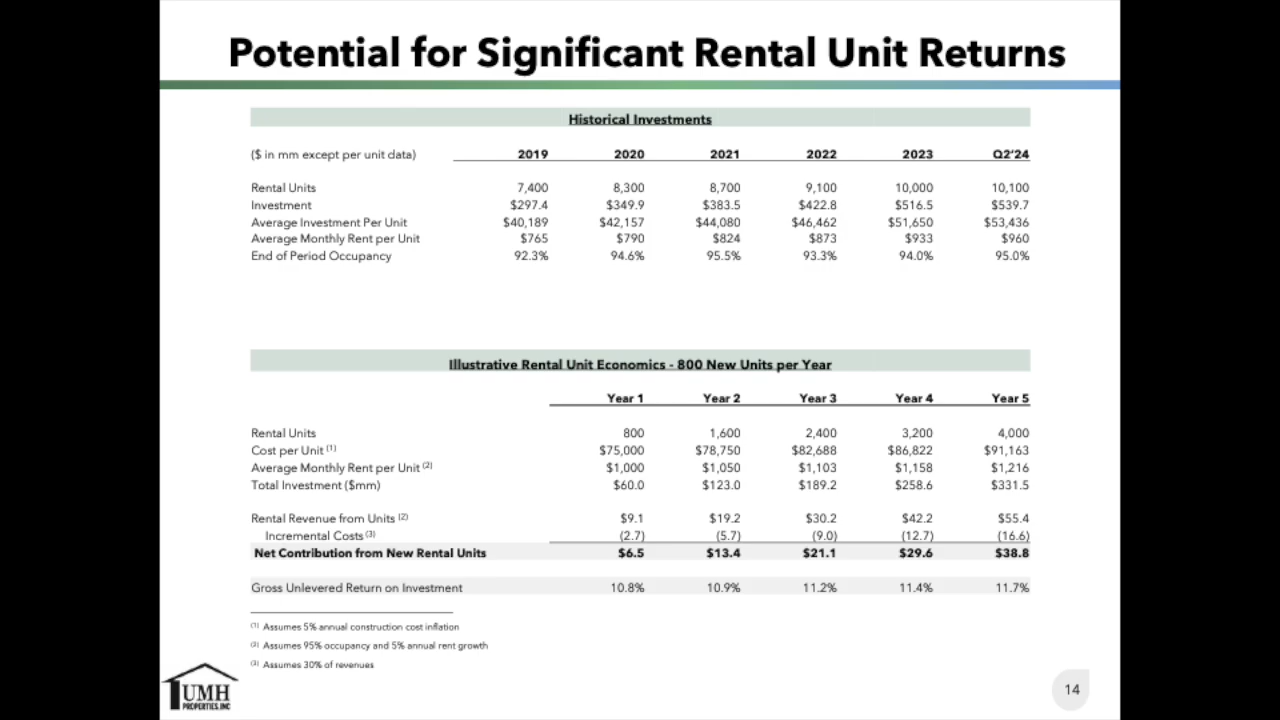 Potential for Significant Rental Unit Returns
Historical Investments
($ in mm except per unit data) 2019 2020 2021 2022 2023 Q2'24
Rental Units 7,400 8,300 8,700 9,100 10,000 10,100
Investment $297.4 $349.9 $383.5 $422.8 $516.5 $539.7
Average Investment Per Unit $40,189 $42,157 $44,080 $46,462 $51,650 $53,436
Average Monthly Rent per Unit $765 $790 $824 $873 $933 $960
End of Period Occupancy 92.3% 94.6% 95.5% 93.3% 94.0% 95.0%
Illustrative Rental Unit Economics - 800 New Units per Year
Year 1 Year 2 Year 3 Year 4 Year 5
Rental Units 800 1,600 2,400 3,200 4,000
Cost per Unit (1) $75,000 $78,750 $82,688 $86,822 $91,163
Average Monthly Rent per Unit (2) $1,000 $1,050 $1,103 $1,158 $1,216
Total Investment ($mm) $60.0 $123.0 $189.2 $258.6 $331.5
Rental Revenue from Units (2) $9.1 $19.2 $30.2 $42.2 $55.4
Incremental Costs (3) (2.7) (5.7) (9.0) (12.7) (16.6)
Net Contribution from New Rental Units $6.5 $13.4 $21.1 $29.6 $38.8
Gross Unlevered Return on Investment 10.8% 10.9% 11.2% 11.4% 11.7%
(1) Assumes 5% annual construction cost inflation
(2) Assumes 95% occupancy and 5% annual rent growth
(3) Assumes 30% of revenues
UMH
PROPERTIES, INC
14